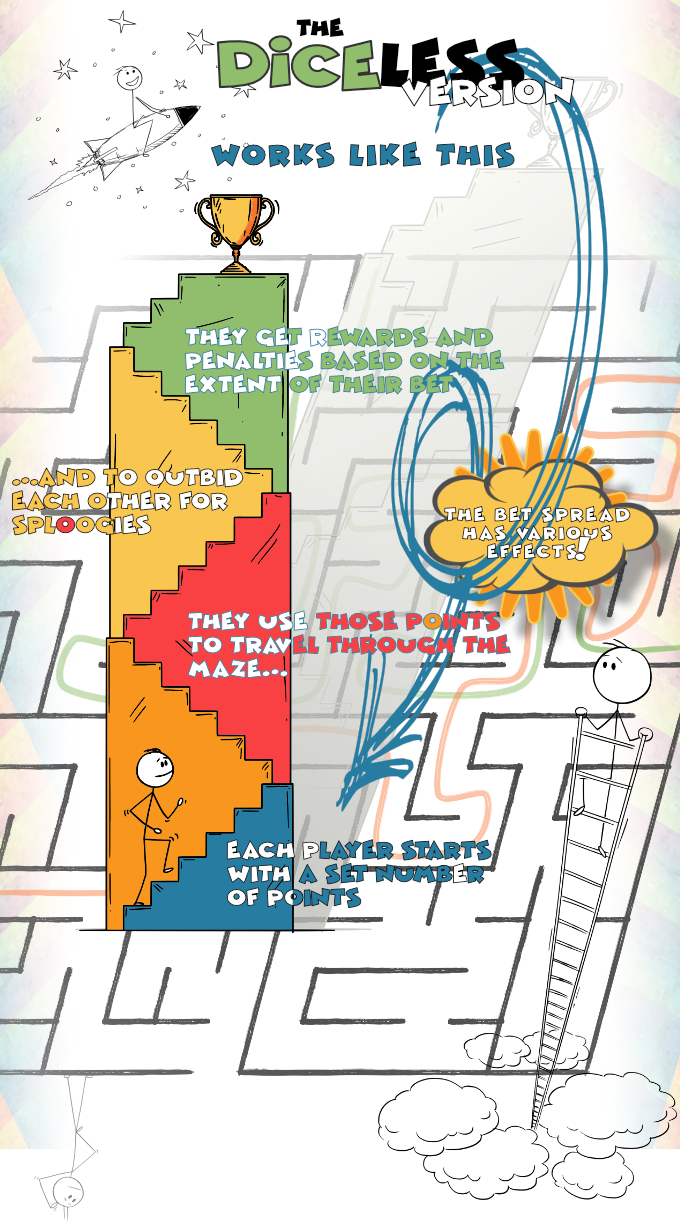 THE
DiCELESS
VERSION
WORKS LIKE THIS
THEY GET REWARDS AND
PENALTIES BASED ON THE
EXTENT OF THEIR BET
...AND TO OUTBID
EACH OTHER FOR
SPLOOGIES
THE BET SPREAD
HAS VARIOUS
EFFECTS!
THEY USE THOSE POINTS
TO TRAVEL THROUGH THE
MAZE...
EACH PLAYER STARTS
WITH A SET NUMBER
OF POINTS